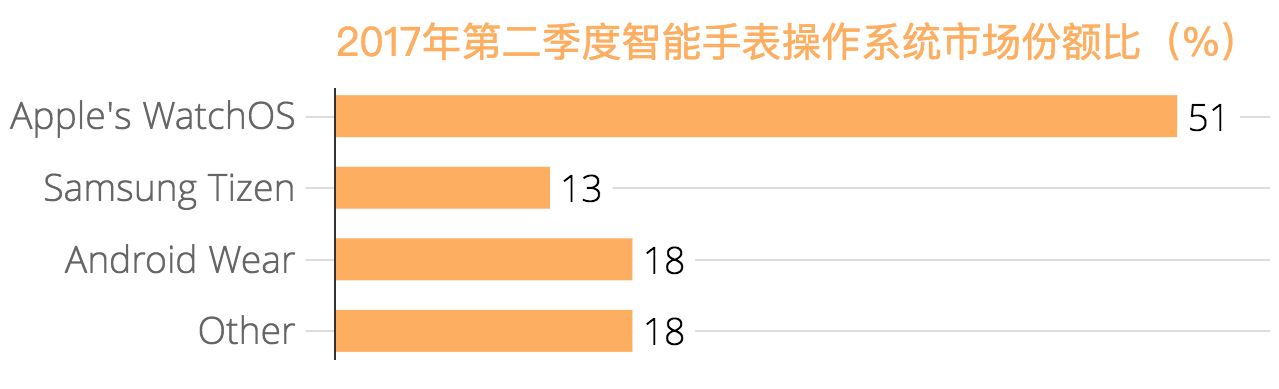 2017年第二季度智能手表操作系统市场份额比（%）
Apple's WatchOS 51
Samsung Tizen 13
Android Wear 18
Other 18